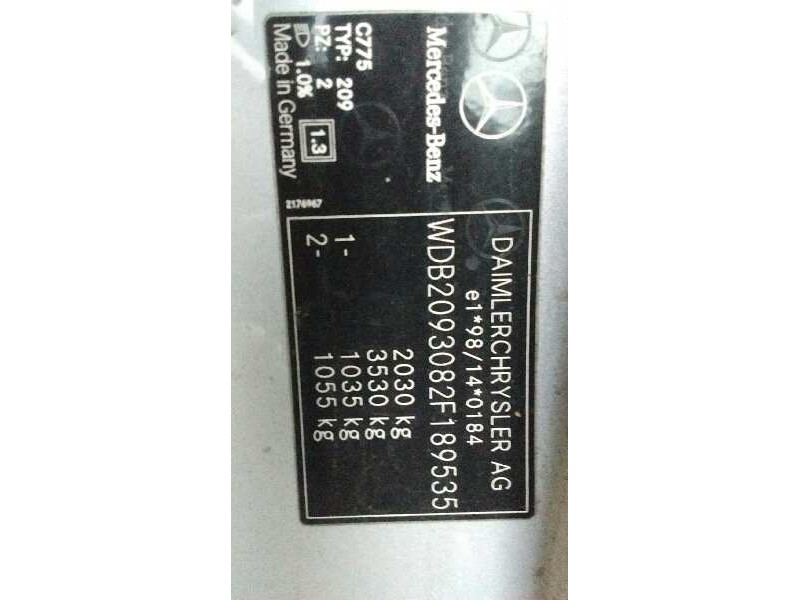 Mercedes-Benz
DAIMLERCHRYSLER AG
e1*98/14*0184
WDB2093082F189535
2030 kg
3530 kg
1- 1035 kg
2- 1055 kg
C775
TYP: 209
PZ: 2
1.0%
1.3
Made in Germany
2176967